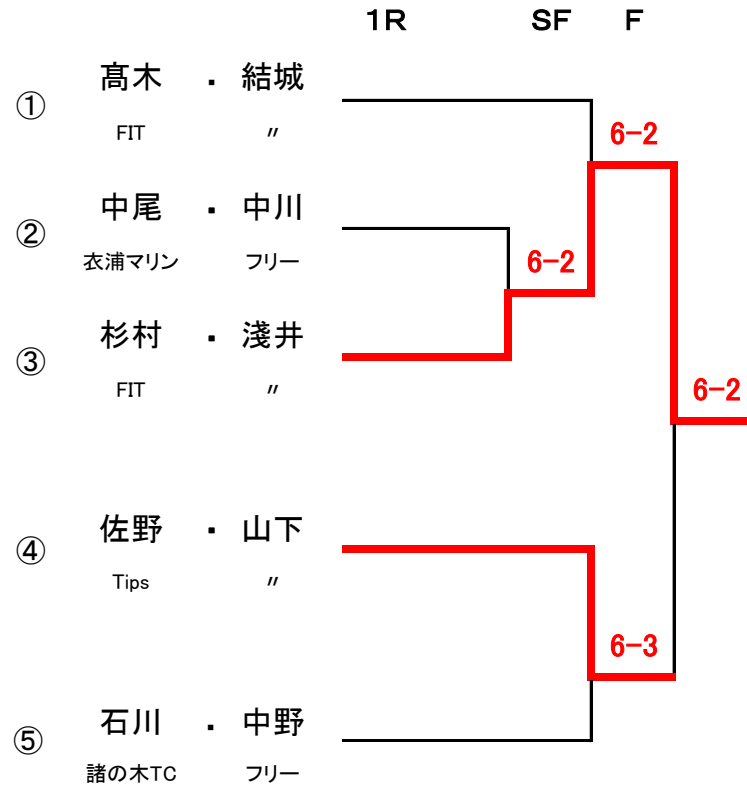 1R SF F
髙木 ・ 結城
①
FIT 〃
6-2
中尾 ・ 中川
②
衣浦マリン フリー
6-2
杉村 ・ 淺井
③
FIT 〃
6-2
佐野 ・ 山下
④
Tips 〃
6-3
石川 ・ 中野
⑤
諸の木TC フリー